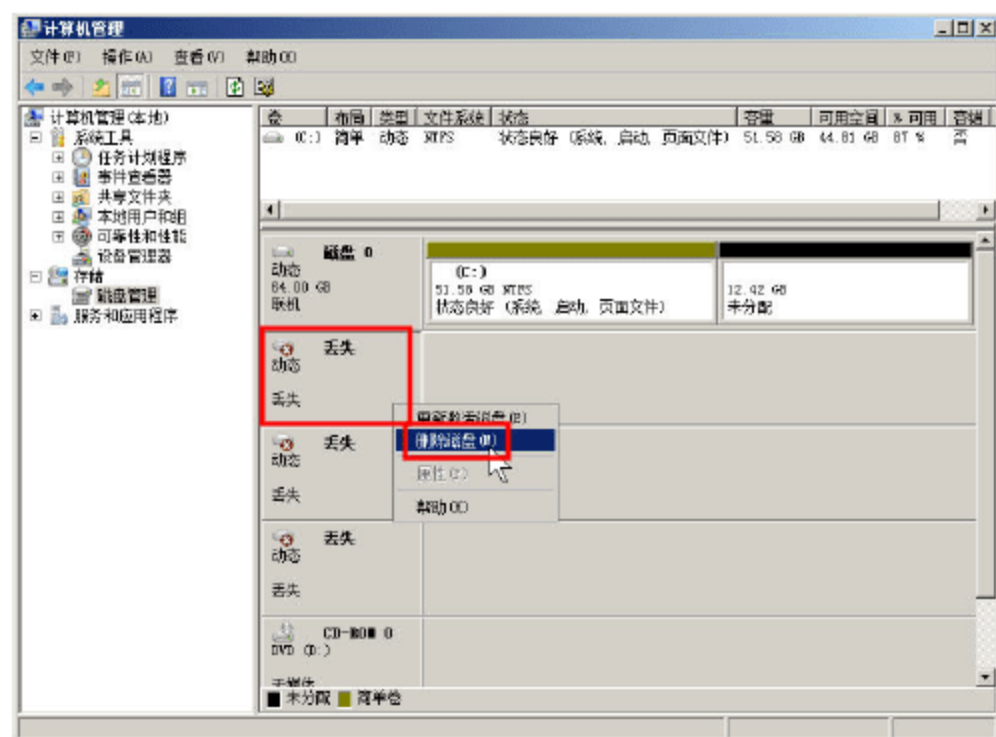 计算机管理
文件(F) 操作(A) 查看(V) 帮助(H)
计算机管理(本地)
系统工具
任务计划程序
事件查看器
共享文件夹
本地用户和组
可靠性和性能
设备管理器
存储
磁盘管理
服务和应用程序
卷 布局 类型 文件系统 状态 容量 可用空间 % 可用 容错
(C:) 简单 动态 NTFS 状态良好 (系统, 启动, 页面文件) 51.58 GB 44.81 GB 87 % 否
磁盘 0
动态
64.00 GB
联机
(C:)
51.58 GB NTFS
状态良好 (系统, 启动, 页面文件)
12.42 GB
未分配
丢失
动态
丢失
重新激活磁盘(R)
删除磁盘(M)
属性(P)
帮助(H)
丢失
动态
丢失
丢失
动态
丢失
CD-ROM 0
DVD (D:)
无媒体
未分配 简单卷